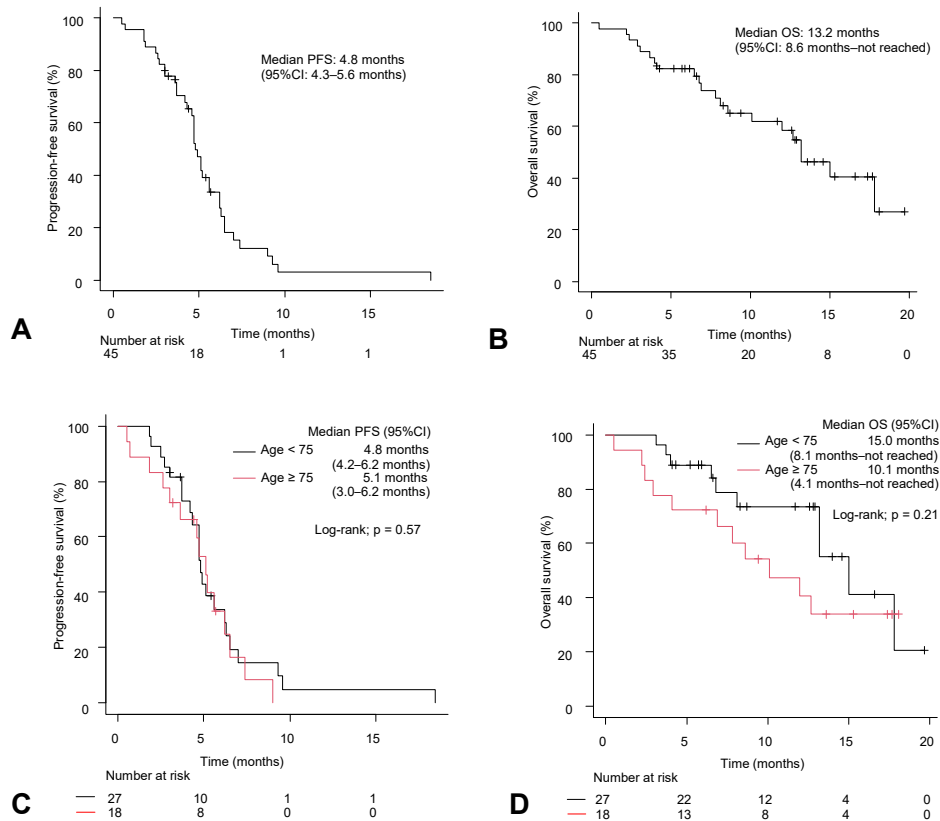 100
80
60
40
20
0
Progression-free survival (%)
Median PFS: 4.8 months
(95%CI: 4.3–5.6 months)
0 5 10 15
Time (months)
Number at risk
45 18 1 1
A
100
80
60
40
20
0
Overall survival (%)
Median OS: 13.2 months
(95%CI: 8.6 months–not reached)
0 5 10 15 20
Time (months)
Number at risk
45 35 20 8 0
B
100
80
60
40
20
0
Progression-free survival (%)
Median PFS (95%CI)
Age < 75 4.8 months
(4.2–6.2 months)
Age ≥ 75 5.1 months
(3.0–6.2 months)
Log-rank; p = 0.57
0 5 10 15
Time (months)
Number at risk
27 10 1 1
18 8 0 0
C
100
80
60
40
20
0
Overall survival (%)
Median OS (95%CI)
Age < 75 15.0 months
(8.1 months–not reached)
Age ≥ 75 10.1 months
(4.1 months–not reached)
Log-rank; p = 0.21
0 5 10 15 20
Time (months)
Number at risk
27 22 12 4 0
18 13 8 4 0
D